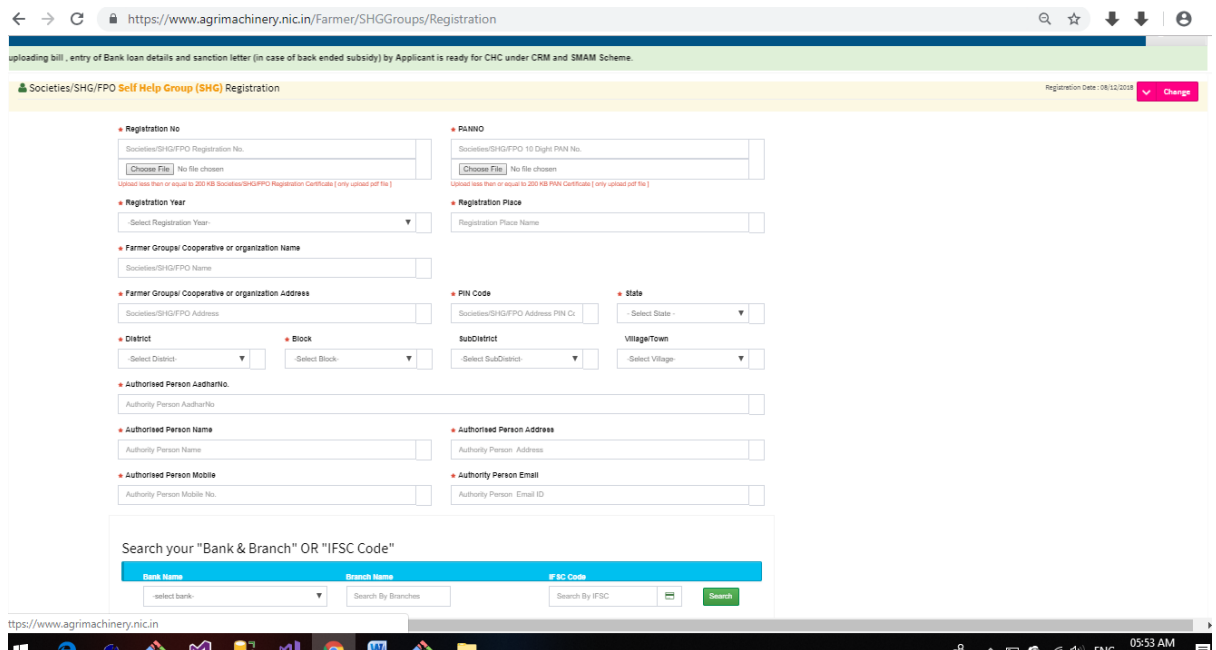 https://www.agrimachinery.nic.in/Farmer/SHGGroups/Registration
uploading bill , entry of Bank loan details and sanction letter (in case of back ended subsidy) by Applicant is ready for CHC under CRM and SMAM Scheme.
Societies/SHG/FPO Self Help Group (SHG) Registration Registration Date : 08/12/2018 Change
* Registration No * PANNO
Societies/SHG/FPO Registration No. Societies/SHG/FPO 10 Dight PAN No.
Choose File No file chosen Choose File No file chosen
Upload less then or equal to 200 KB Societies/SHG/FPO Registration Certificate [ only upload pdf file ] Upload less then or equal to 200 KB PAN Certificate [ only upload pdf file ]
* Registration Year * Registration Place
-Select Registration Year- Registration Place Name
* Farmer Groups/ Cooperative or organization Name
Societies/SHG/FPO Name
* Farmer Groups/ Cooperative or organization Address * PIN Code * State
Societies/SHG/FPO Address Societies/SHG/FPO Address PIN Co - Select State -
* District * Block SubDistrict Village/Town
-Select District- -Select Block- -Select SubDistrict- -Select Village-
* Authorised Person AadharNo.
Authority Person AadharNo
* Authorised Person Name * Authorised Person Address
Authority Person Name Authority Person Address
* Authorised Person Mobile * Authority Person Email
Authority Person Mobile No. Authority Person Email ID
Search your "Bank & Branch" OR "IFSC Code"
Bank Name Branch Name IFSC Code
-select bank- Search By Branches Search By IFSC Search
ttps://www.agrimachinery.nic.in
ENG 05:53 AM